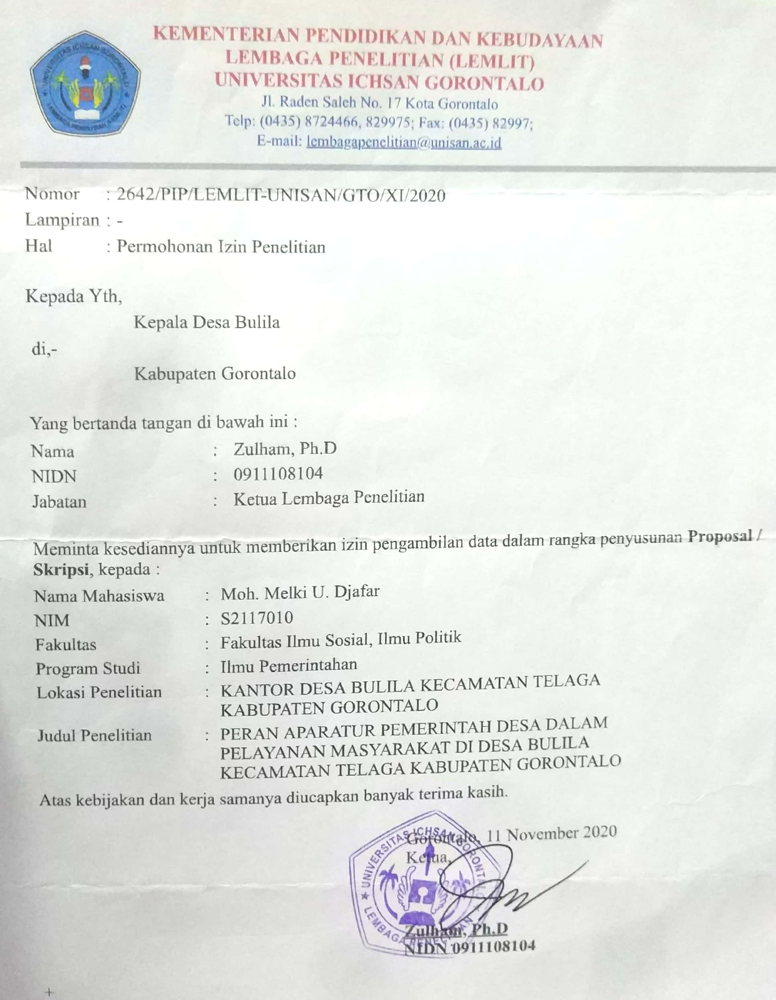 KEMENTERIAN PENDIDIKAN DAN KEBUDAYAAN
LEMBAGA PENELITIAN (LEMLIT)
UNIVERSITAS ICHSAN GORONTALO
Jl. Raden Saleh No. 17 Kota Gorontalo
Telp: (0435) 8724466, 829975; Fax: (0435) 82997;
E-mail: lembagapenelitian@unisan.ac.id
UNIVERSITAS ICHSAN GORONTALO
LEMBAGA PENELITIAN
Nomor : 2642/PIP/LEMLIT-UNISAN/GTO/XI/2020
Lampiran : -
Hal : Permohonan Izin Penelitian
Kepada Yth,
Kepala Desa Bulila
di,-
Kabupaten Gorontalo
Yang bertanda tangan di bawah ini :
Nama : Zulham, Ph.D
NIDN : 0911108104
Jabatan : Ketua Lembaga Penelitian
Meminta kesediannya untuk memberikan izin pengambilan data dalam rangka penyusunan Proposal /
Skripsi, kepada :
Nama Mahasiswa : Moh. Melki U. Djafar
NIM : S2117010
Fakultas : Fakultas Ilmu Sosial, Ilmu Politik
Program Studi : Ilmu Pemerintahan
Lokasi Penelitian : KANTOR DESA BULILA KECAMATAN TELAGA
KABUPATEN GORONTALO
Judul Penelitian : PERAN APARATUR PEMERINTAH DESA DALAM
PELAYANAN MASYARAKAT DI DESA BULILA
KECAMATAN TELAGA KABUPATEN GORONTALO
Atas kebijakan dan kerja samanya diucapkan banyak terima kasih.
Gorontalo, 11 November 2020
Ketua,
UNIVERSITAS ICHSAN GORONTALO
LEMBAGA PENELITIAN
Zulham, Ph.D
NIDN 0911108104
+